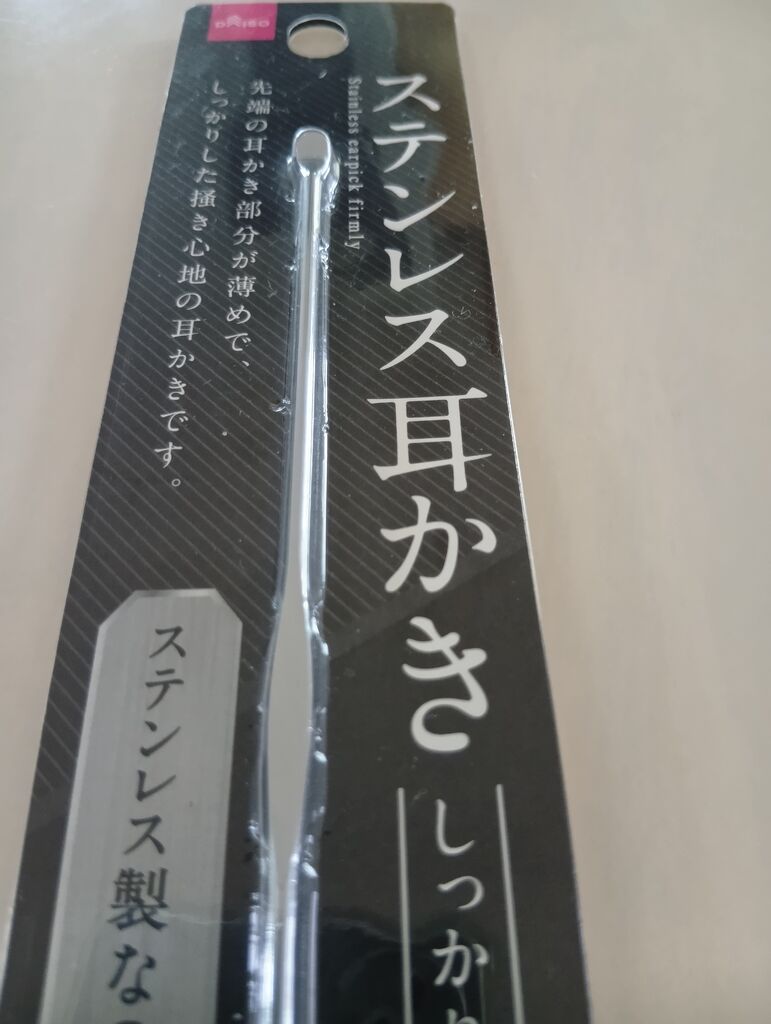 DAISO
ステンレス耳かき
Stainless earpick firmly
しっかり
先端の耳かき部分が薄めで、
しっかりした掻き心地の耳かきです。
ステンレス製な